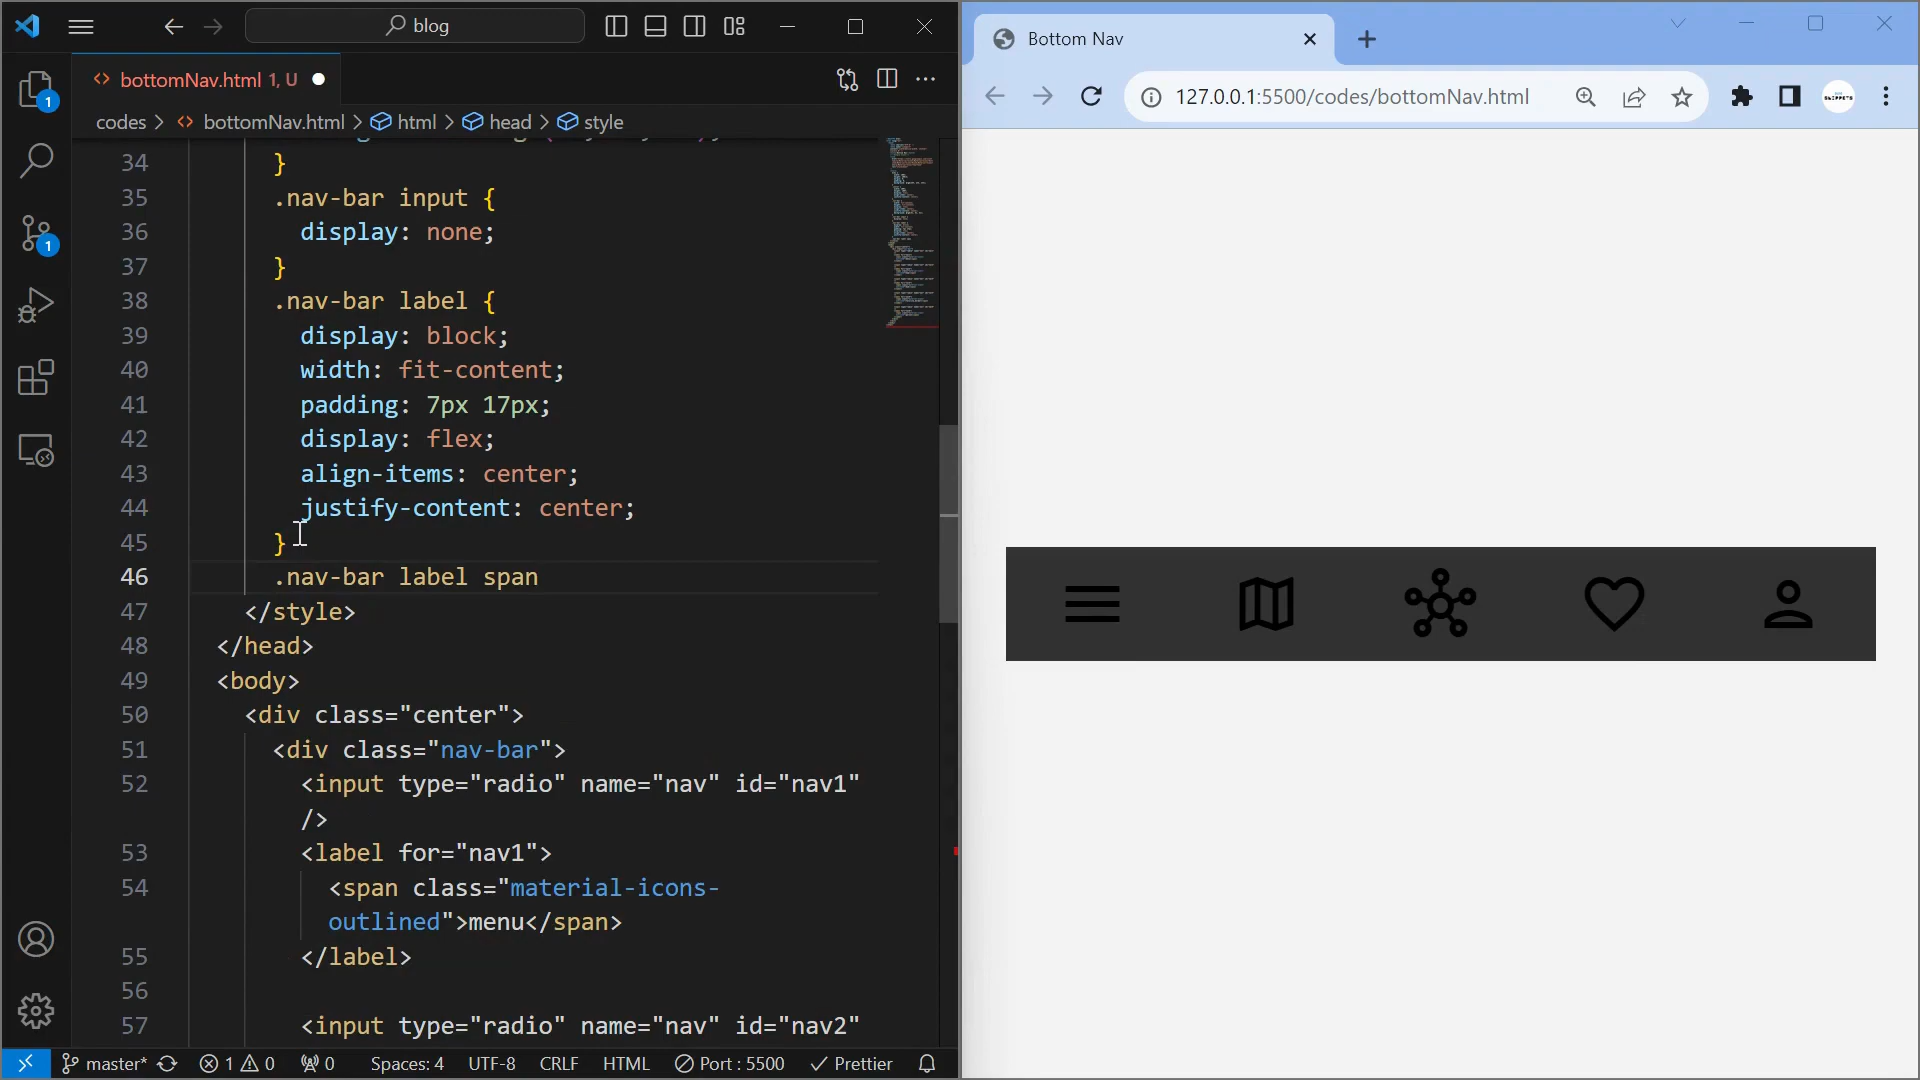 blog
bottomNav.html 1, U
codes > bottomNav.html > html > head > style
34 }
35 .nav-bar input {
36 display: none;
37 }
38 .nav-bar label {
39 display: block;
40 width: fit-content;
41 padding: 7px 17px;
42 display: flex;
43 align-items: center;
44 justify-content: center;
45 }
46 .nav-bar label span
47 </style>
48 </head>
49 <body>
50 <div class="center">
51 <div class="nav-bar">
52 <input type="radio" name="nav" id="nav1"
/>
53 <label for="nav1">
54 <span class="material-icons-
outlined">menu</span>
55 </label>
56
57 <input type="radio" name="nav" id="nav2"
1
1
master* 1 0 0 Spaces: 4 UTF-8 CRLF HTML Port : 5500 Prettier
Bottom Nav
127.0.0.1:5500/codes/bottomNav.html
SNIPPETS